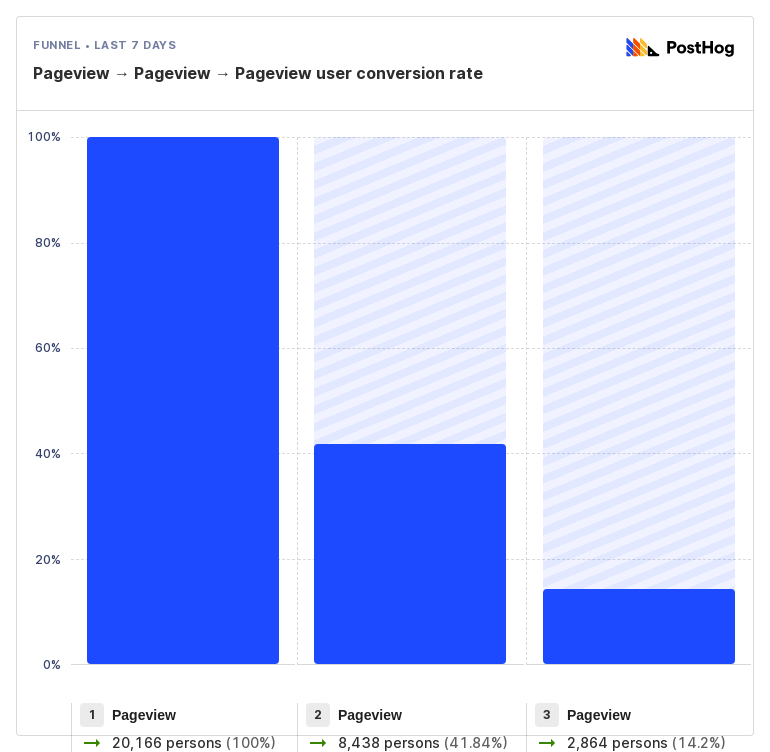 FUNNEL • LAST 7 DAYS
PostHog
Pageview → Pageview → Pageview user conversion rate
100%
80%
60%
40%
20%
0%
1 Pageview
20,166 persons (100%)
2 Pageview
8,438 persons (41.84%)
3 Pageview
2,864 persons (14.2%)